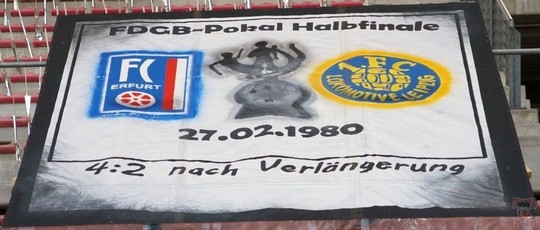 FDGB-Pokal Halbfinale
FC
ERFURT
1.FC
LOKOMOTIVE LEIPZIG
27.02.1980
4:2 nach Verlängerung